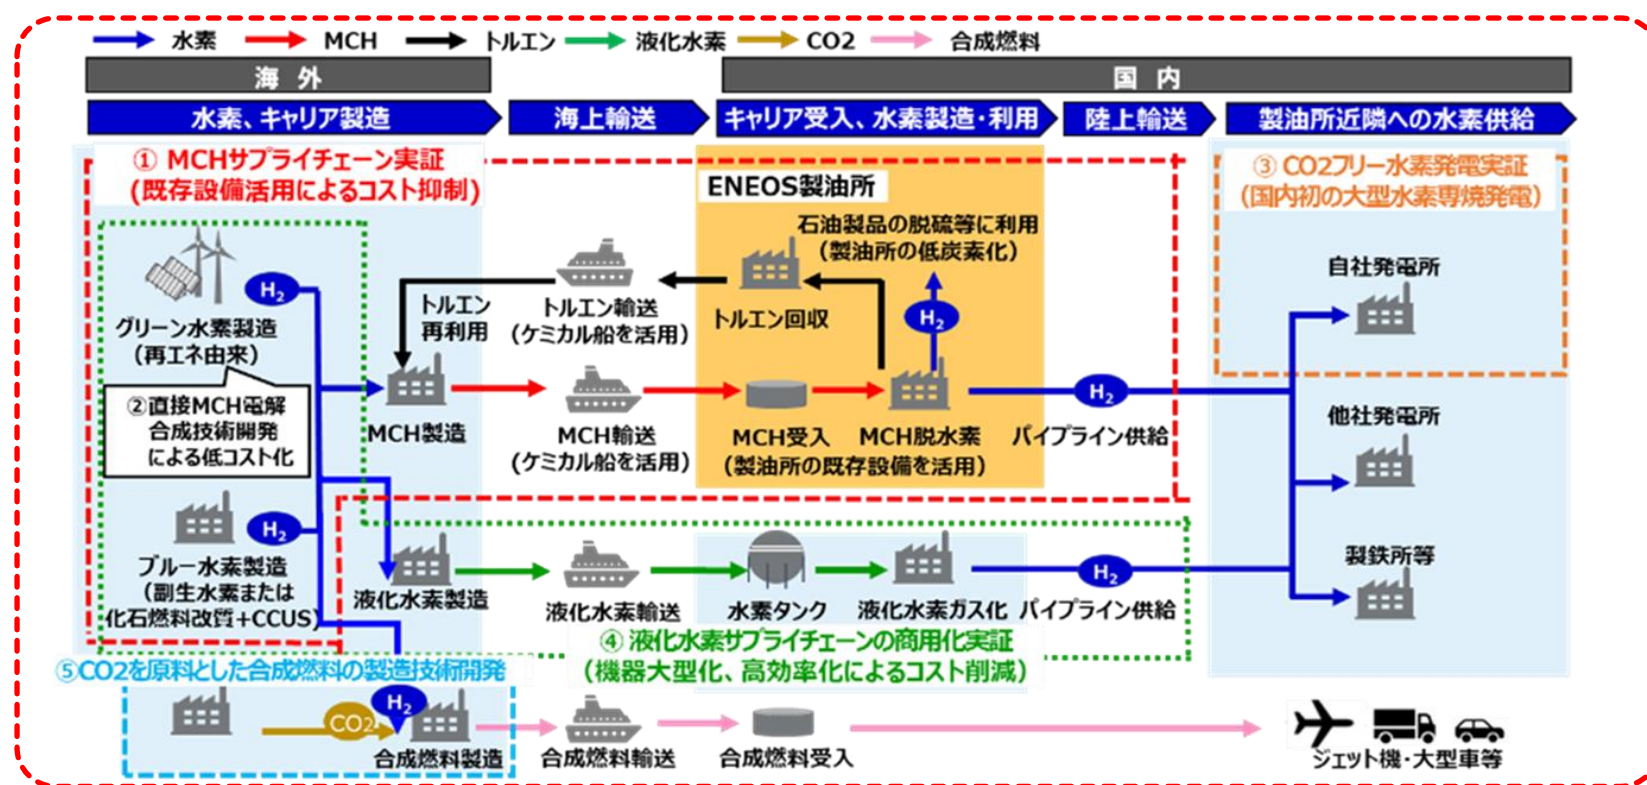 水素 MCH トルエン 液化水素 CO2 合成燃料
海 外
国 内
水素、キャリア製造
海上輸送
キャリア受入、水素製造・利用
陸上輸送
製油所近隣への水素供給
① MCHサプライチェーン実証
(既存設備活用によるコスト抑制)
ENEOS製油所
③ CO2フリー水素発電実証
(国内初の大型水素専焼発電)
石油製品の脱硫等に利用
(製油所の低炭素化)
H₂
グリーン水素製造
(再エネ由来)
トルエン
再利用
トルエン輸送
(ケミカル船を活用)
トルエン回収
H₂
自社発電所
②直接MCH電解
合成技術開発
による低コスト化
MCH製造
MCH輸送
(ケミカル船を活用)
MCH受入
MCH脱水素
(製油所の既存設備を活用)
H₂
パイプライン供給
他社発電所
H₂
ブルー水素製造
(副生水素または
化石燃料改質+CCUS)
液化水素製造
液化水素輸送
水素タンク
液化水素ガス化
H₂
パイプライン供給
製鉄所等
④ 液化水素サプライチェーンの商用化実証
(機器大型化、高効率化によるコスト削減)
⑤CO2を原料とした合成燃料の製造技術開発
CO2
H₂
合成燃料製造
合成燃料輸送
合成燃料受入
ジェット機・大型車等